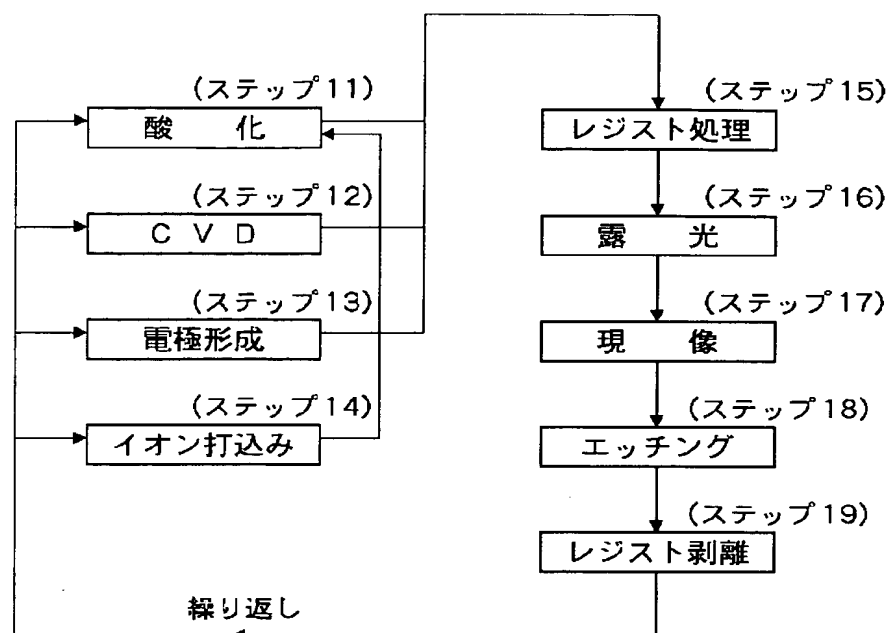 (ステップ11)
酸 化
(ステップ12)
CVD
(ステップ13)
電極形成
(ステップ14)
イオン打込み
(ステップ15)
レジスト処理
(ステップ16)
露 光
(ステップ17)
現 像
(ステップ18)
エッチング
(ステップ19)
レジスト剥離
繰り返し